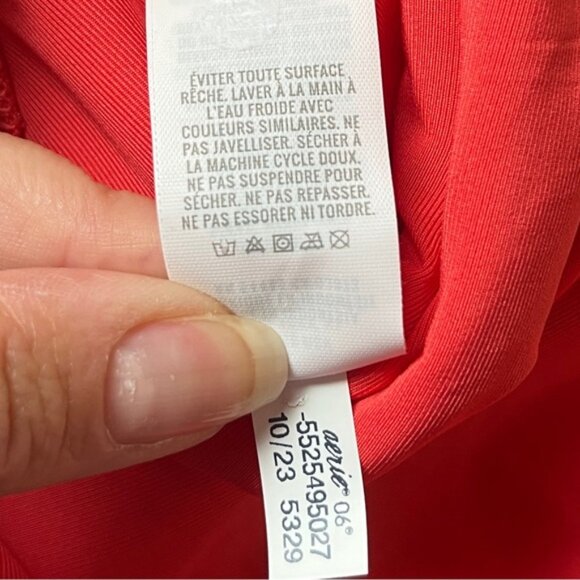 ÉVITER TOUTE SURFACE
RÊCHE. LAVER À LA MAIN À
L'EAU FROIDE AVEC
COULEURS SIMILAIRES. NE
PAS JAVELLISER. SÉCHER À
LA MACHINE CYCLE DOUX.
NE PAS SUSPENDRE POUR
SÉCHER. NE PAS REPASSER.
NE PAS ESSORER NI TORDRE.
aerie® 06®
-5525495027
10/23 5329